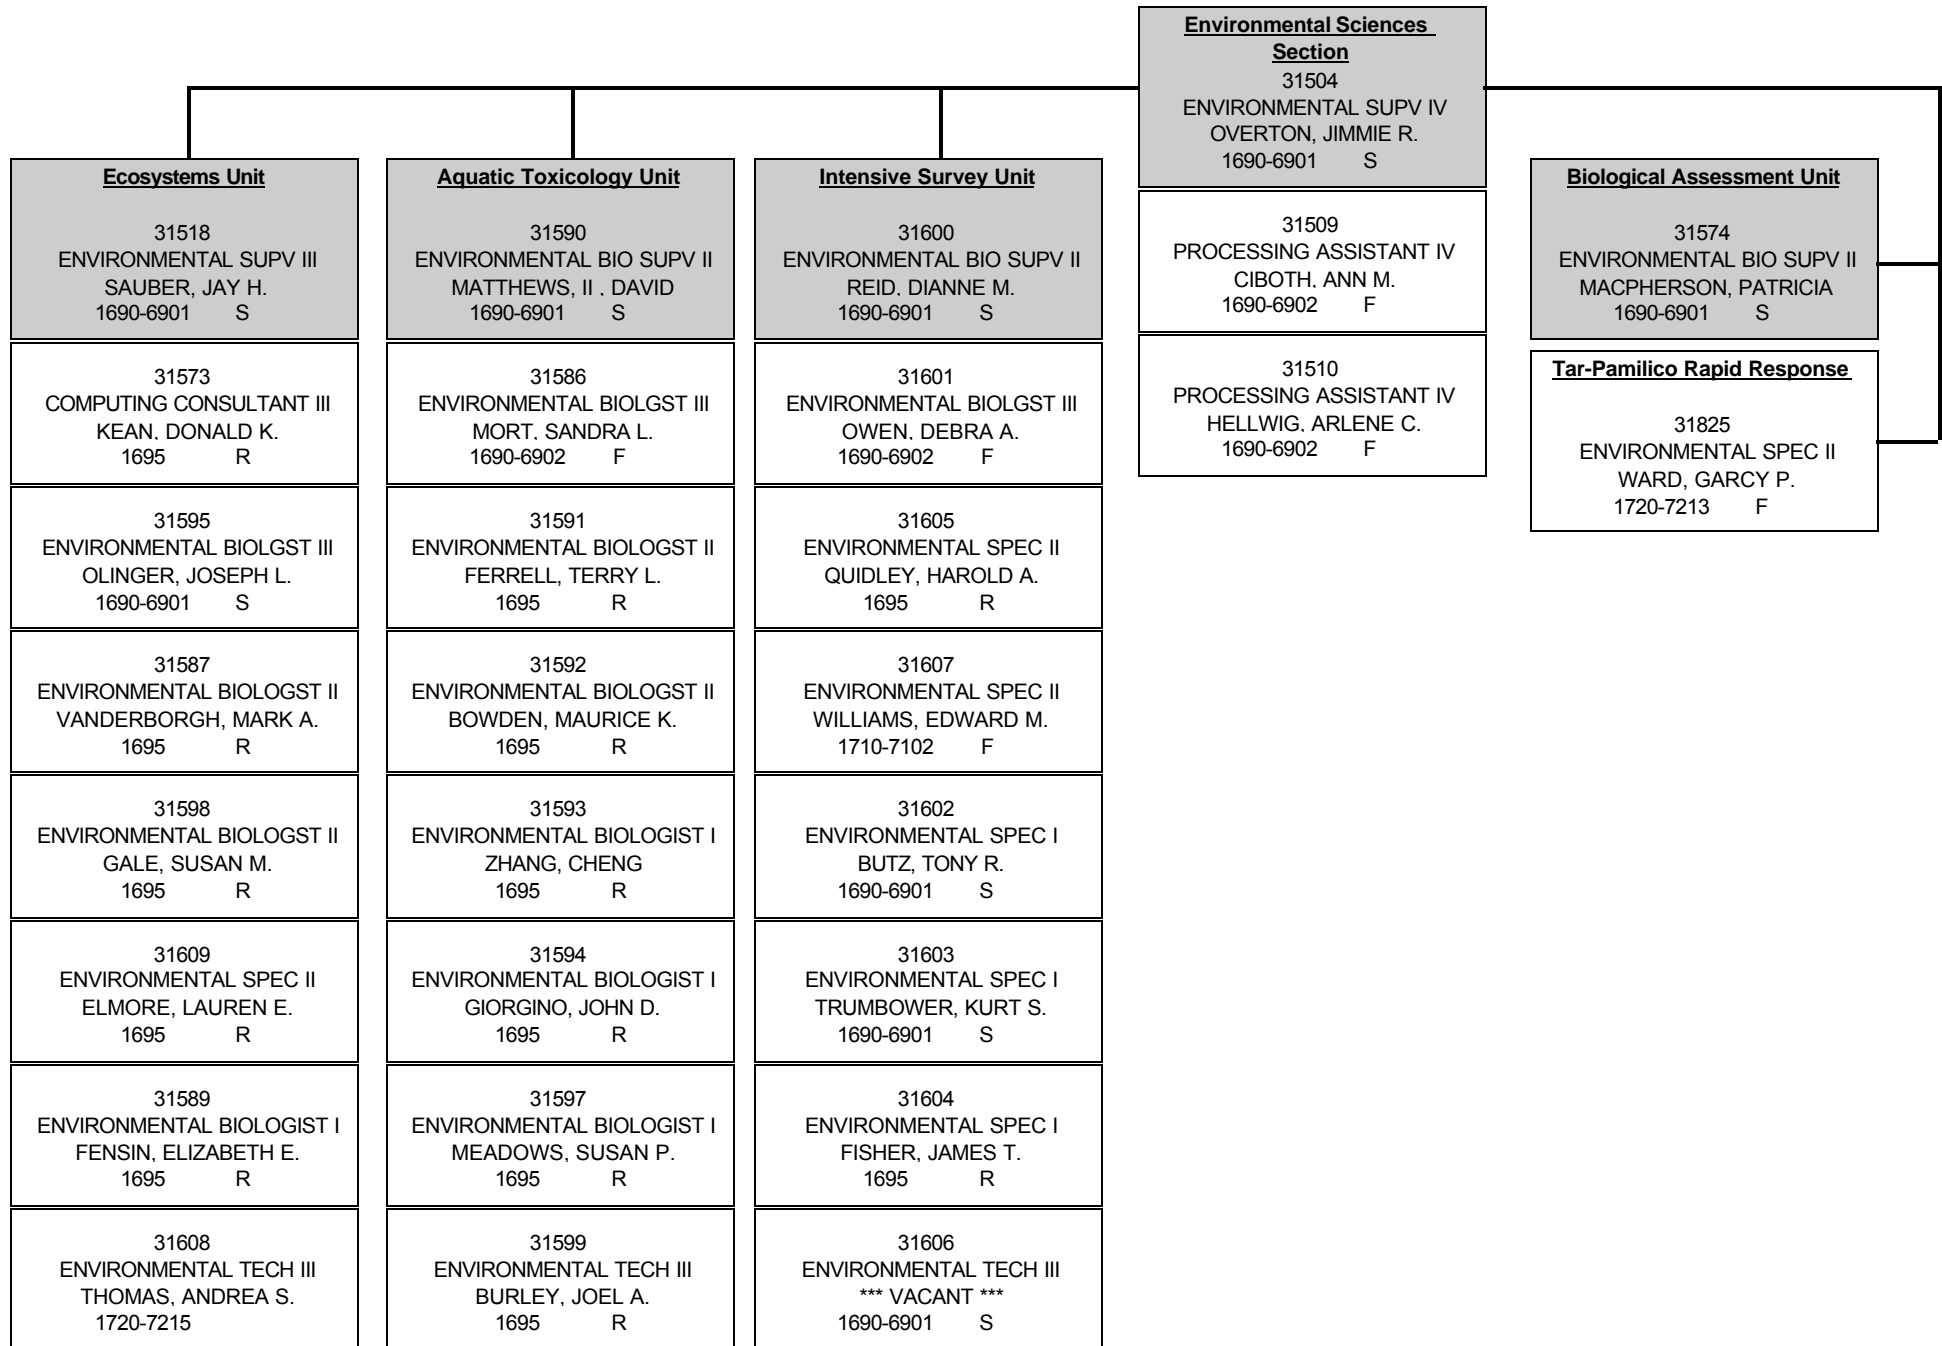 Environmental Sciences
Section
31504
ENVIRONMENTAL SUPV IV
OVERTON, JIMMIE R.
1690-6901 S
31509
PROCESSING ASSISTANT IV
CIBOTH, ANN M.
1690-6902 F
31510
PROCESSING ASSISTANT IV
HELLWIG, ARLENE C.
1690-6902 F
Ecosystems Unit
31518
ENVIRONMENTAL SUPV III
SAUBER, JAY H.
1690-6901 S
31573
COMPUTING CONSULTANT III
KEAN, DONALD K.
1695 R
31595
ENVIRONMENTAL BIOLGST III
OLINGER, JOSEPH L.
1690-6901 S
31587
ENVIRONMENTAL BIOLOGST II
VANDERBORGH, MARK A.
1695 R
31598
ENVIRONMENTAL BIOLOGST II
GALE, SUSAN M.
1695 R
31609
ENVIRONMENTAL SPEC II
ELMORE, LAUREN E.
1695 R
31589
ENVIRONMENTAL BIOLOGIST I
FENSIN, ELIZABETH E.
1695 R
31608
ENVIRONMENTAL TECH III
THOMAS, ANDREA S.
1720-7215
Aquatic Toxicology Unit
31590
ENVIRONMENTAL BIO SUPV II
MATTHEWS, II , DAVID
1690-6901 S
31586
ENVIRONMENTAL BIOLGST III
MORT, SANDRA L.
1690-6902 F
31591
ENVIRONMENTAL BIOLOGST II
FERRELL, TERRY L.
1695 R
31592
ENVIRONMENTAL BIOLOGST II
BOWDEN, MAURICE K.
1695 R
31593
ENVIRONMENTAL BIOLOGIST I
ZHANG, CHENG
1695 R
31594
ENVIRONMENTAL BIOLOGIST I
GIORGINO, JOHN D.
1695 R
31597
ENVIRONMENTAL BIOLOGIST I
MEADOWS, SUSAN P.
1695 R
31599
ENVIRONMENTAL TECH III
BURLEY, JOEL A.
1695 R
Intensive Survey Unit
31600
ENVIRONMENTAL BIO SUPV II
REID, DIANNE M.
1690-6901 S
31601
ENVIRONMENTAL BIOLGST III
OWEN, DEBRA A.
1690-6902 F
31605
ENVIRONMENTAL SPEC II
QUIDLEY, HAROLD A.
1695 R
31607
ENVIRONMENTAL SPEC II
WILLIAMS, EDWARD M.
1710-7102 F
31602
ENVIRONMENTAL SPEC I
BUTZ, TONY R.
1690-6901 S
31603
ENVIRONMENTAL SPEC I
TRUMBOWER, KURT S.
1690-6901 S
31604
ENVIRONMENTAL SPEC I
FISHER, JAMES T.
1695 R
31606
ENVIRONMENTAL TECH III
*** VACANT ***
1690-6901 S
Biological Assessment Unit
31574
ENVIRONMENTAL BIO SUPV II
MACPHERSON, PATRICIA
1690-6901 S
Tar-Pamilico Rapid Response
31825
ENVIRONMENTAL SPEC II
WARD, GARCY P.
1720-7213 F